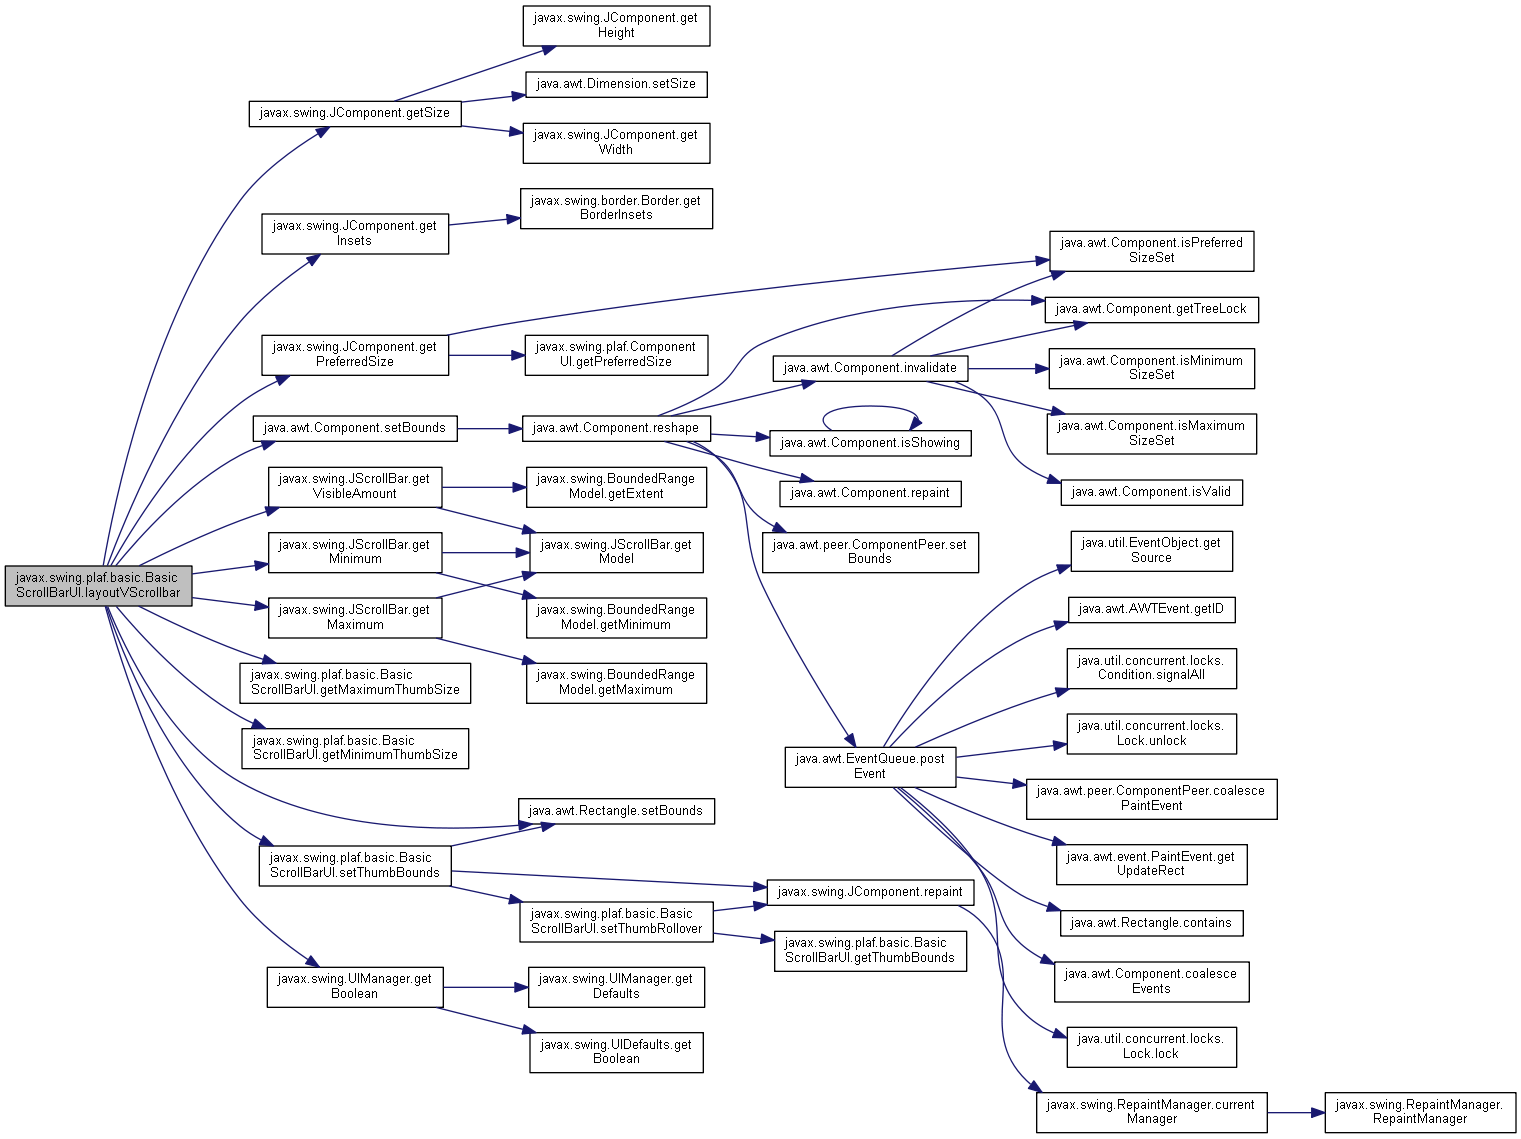 javax.swing.plaf.basic.Basic
ScrollBarUI.layoutVScrollbar
javax.swing.JComponent.getSize
javax.swing.JComponent.get
Insets
javax.swing.JComponent.get
PreferredSize
java.awt.Component.setBounds
javax.swing.JScrollBar.get
VisibleAmount
javax.swing.JScrollBar.get
Minimum
javax.swing.JScrollBar.get
Maximum
javax.swing.plaf.basic.Basic
ScrollBarUI.getMaximumThumbSize
javax.swing.plaf.basic.Basic
ScrollBarUI.getMinimumThumbSize
javax.swing.plaf.basic.Basic
ScrollBarUI.setThumbBounds
javax.swing.UIManager.get
Boolean
javax.swing.JComponent.get
Height
java.awt.Dimension.setSize
javax.swing.JComponent.get
Width
javax.swing.border.Border.get
BorderInsets
javax.swing.plaf.Component
UI.getPreferredSize
java.awt.Component.reshape
javax.swing.BoundedRange
Model.getExtent
javax.swing.JScrollBar.get
Model
javax.swing.BoundedRange
Model.getMinimum
javax.swing.BoundedRange
Model.getMaximum
java.awt.Rectangle.setBounds
javax.swing.plaf.basic.Basic
ScrollBarUI.setThumbRollover
javax.swing.UIManager.get
Defaults
javax.swing.UIDefaults.get
Boolean
java.awt.Component.invalidate
java.awt.Component.isShowing
java.awt.Component.repaint
java.awt.peer.ComponentPeer.set
Bounds
java.awt.EventQueue.post
Event
javax.swing.JComponent.repaint
javax.swing.plaf.basic.Basic
ScrollBarUI.getThumbBounds
java.awt.Component.isPreferred
SizeSet
java.awt.Component.getTreeLock
java.awt.Component.isMinimum
SizeSet
java.awt.Component.isMaximum
SizeSet
java.awt.Component.isValid
java.util.EventObject.get
Source
java.awt.AWTEvent.getID
java.util.concurrent.locks.
Condition.signalAll
java.util.concurrent.locks.
Lock.unlock
java.awt.peer.ComponentPeer.coalesce
PaintEvent
java.awt.event.PaintEvent.get
UpdateRect
java.awt.Rectangle.contains
java.awt.Component.coalesce
Events
java.util.concurrent.locks.
Lock.lock
javax.swing.RepaintManager.current
Manager
javax.swing.RepaintManager.
RepaintManager